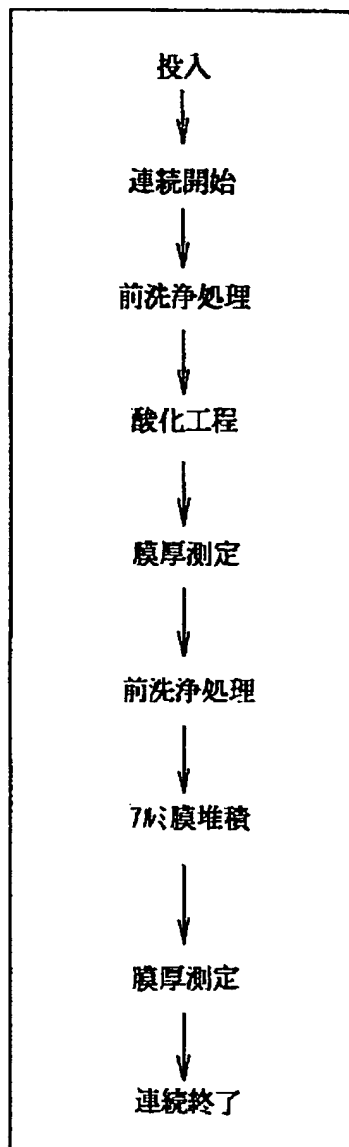 投入
連続開始
前洗浄処理
酸化工程
膜厚測定
前洗浄処理
ｱﾙﾐ膜堆積
膜厚測定
連続終了